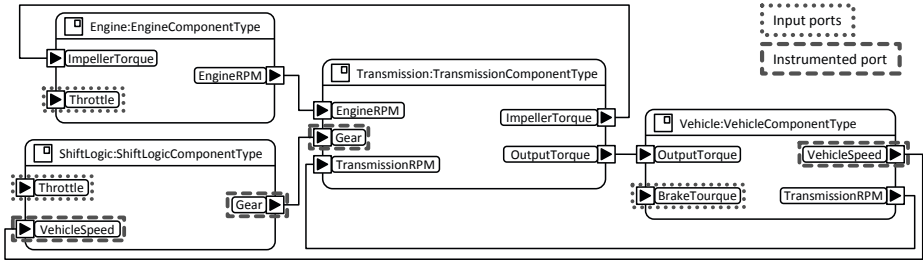 Engine:EngineComponentType
ImpellerTorque
EngineRPM
Throttle
ShiftLogic:ShiftLogicComponentType
Throttle
Gear
VehicleSpeed
Transmission:TransmissionComponentType
EngineRPM
ImpellerTorque
Gear
OutputTorque
TransmissionRPM
Vehicle:VehicleComponentType
OutputTorque
VehicleSpeed
BrakeTourque
TransmissionRPM
Input ports
Instrumented port